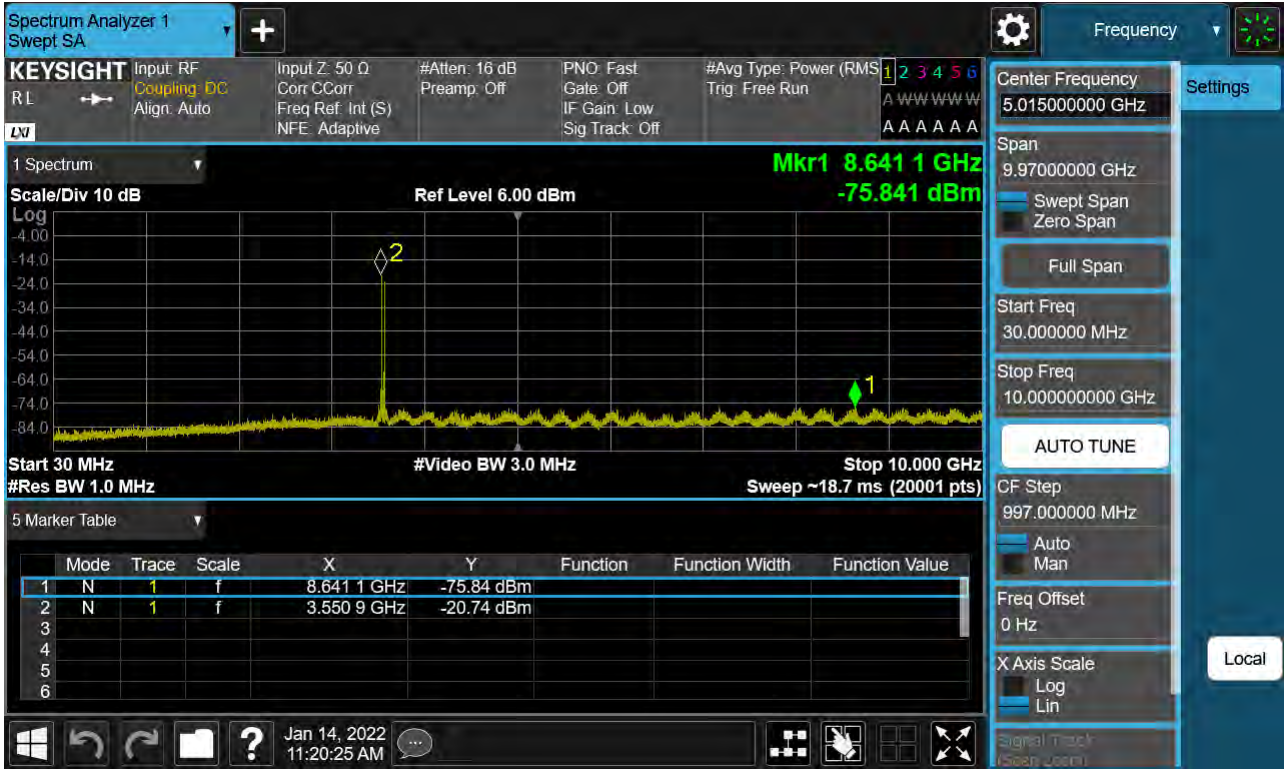 Spectrum Analyzer 1
Swept SA
+
Frequency
KEYSIGHT
RL
LXI
Input: RF
Coupling: DC
Align: Auto
Input Z: 50 Ω
Corr CCorr
Freq Ref: Int (S)
NFE: Adaptive
#Atten: 16 dB
Preamp: Off
PNO: Fast
Gate: Off
IF Gain: Low
Sig Track: Off
#Avg Type: Power (RMS
Trig: Free Run
1 2 3 4 5 6
A W W W W W
A A A A A A
1 Spectrum
Mkr1 8.641 1 GHz
Scale/Div 10 dB
Ref Level 6.00 dBm
-75.841 dBm
Log
-4.00
-14.0
-24.0
-34.0
-44.0
-54.0
-64.0
-74.0
-84.0
2
1
Start 30 MHz
#Video BW 3.0 MHz
Stop 10.000 GHz
#Res BW 1.0 MHz
Sweep ~18.7 ms (20001 pts)
5 Marker Table
Mode Trace Scale X Y Function Function Width Function Value
1 N 1 f 8.641 1 GHz -75.84 dBm
2 N 1 f 3.550 9 GHz -20.74 dBm
3
4
5
6
?
Jan 14, 2022
11:20:25 AM
Center Frequency
5.015000000 GHz
Settings
Span
9.97000000 GHz
Swept Span
Zero Span
Full Span
Start Freq
30.000000 MHz
Stop Freq
10.000000000 GHz
AUTO TUNE
CF Step
997.000000 MHz
Auto
Man
Freq Offset
0 Hz
X Axis Scale
Log
Lin
Local
Signal Track
(Span Zoom)